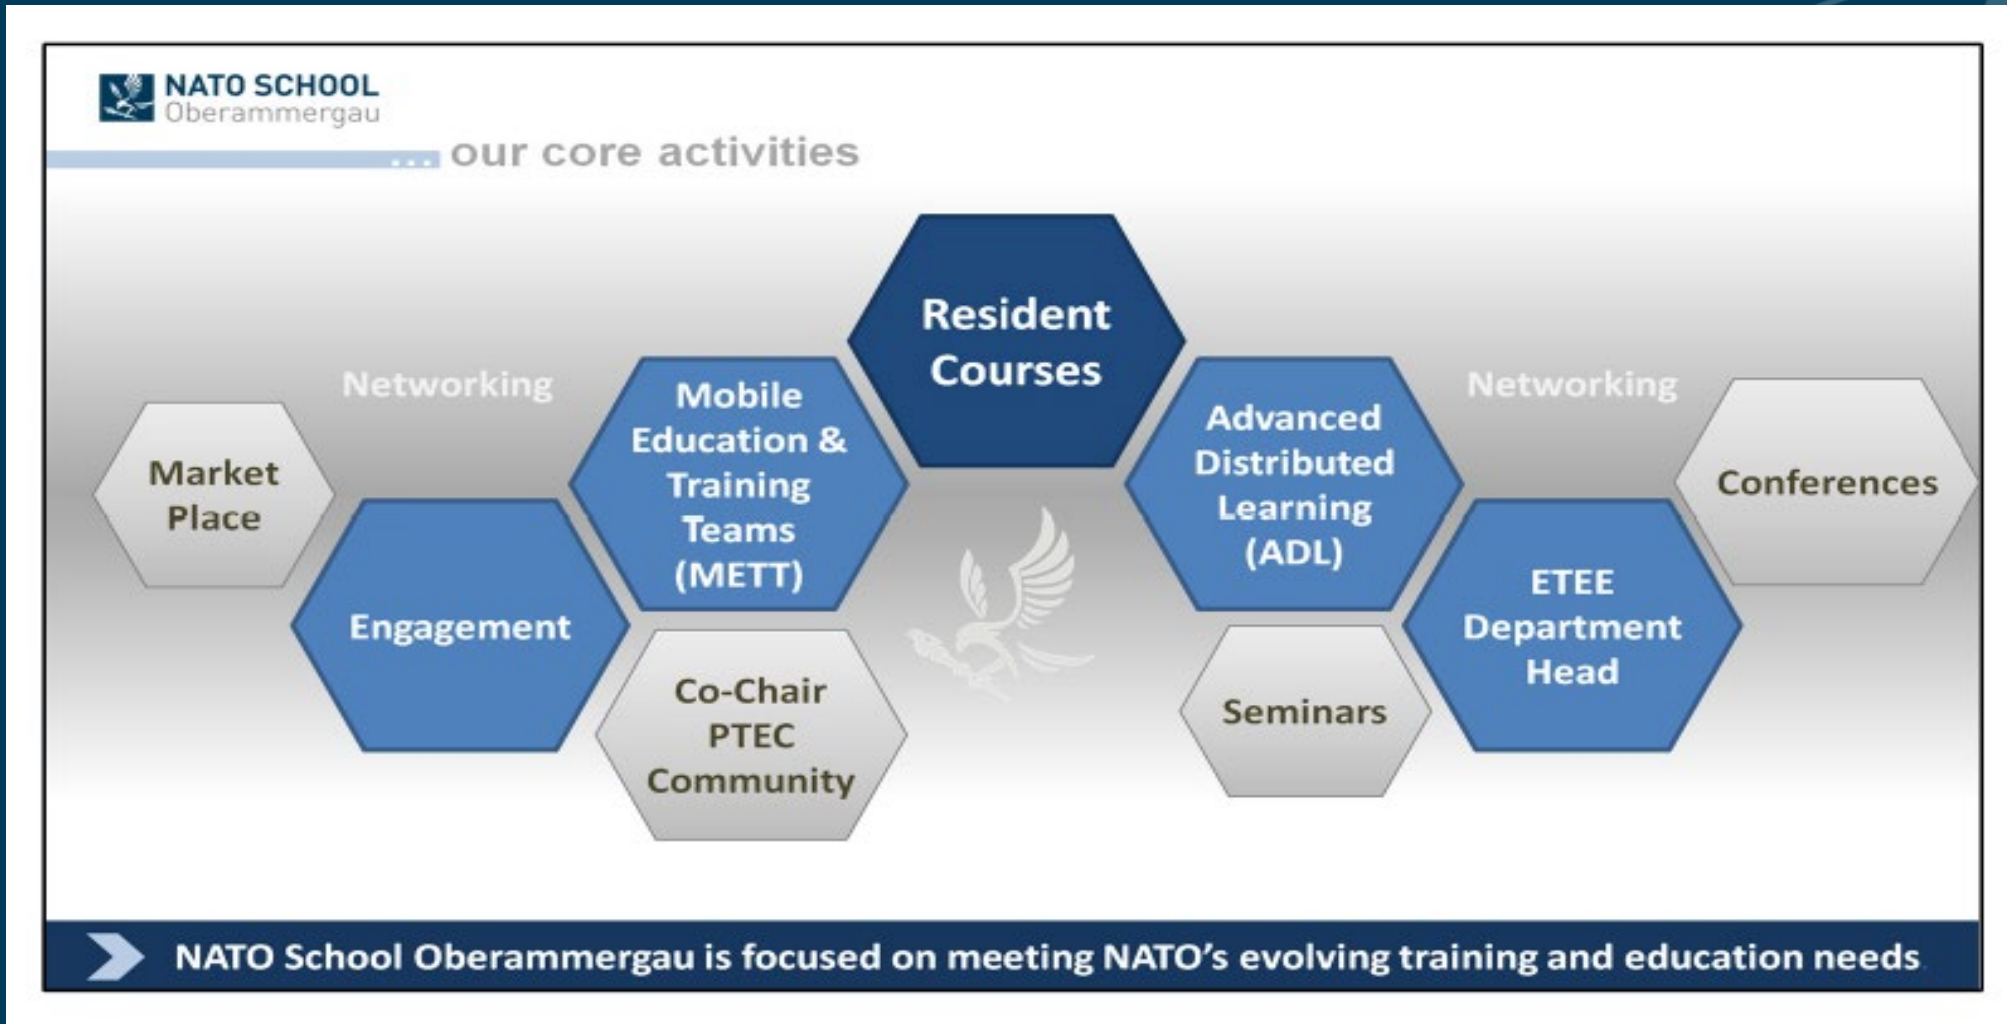 NATO SCHOOL
Oberammergau
... our core activities
Resident
Courses
Networking
Mobile
Education &
Training
Teams
(METT)
Advanced
Distributed
Learning
(ADL)
Networking
Market
Place
Conferences
Engagement
ETEE
Department
Head
Co-Chair
PTEC
Community
Seminars
NATO School Oberammergau is focused on meeting NATO's evolving training and education needs.